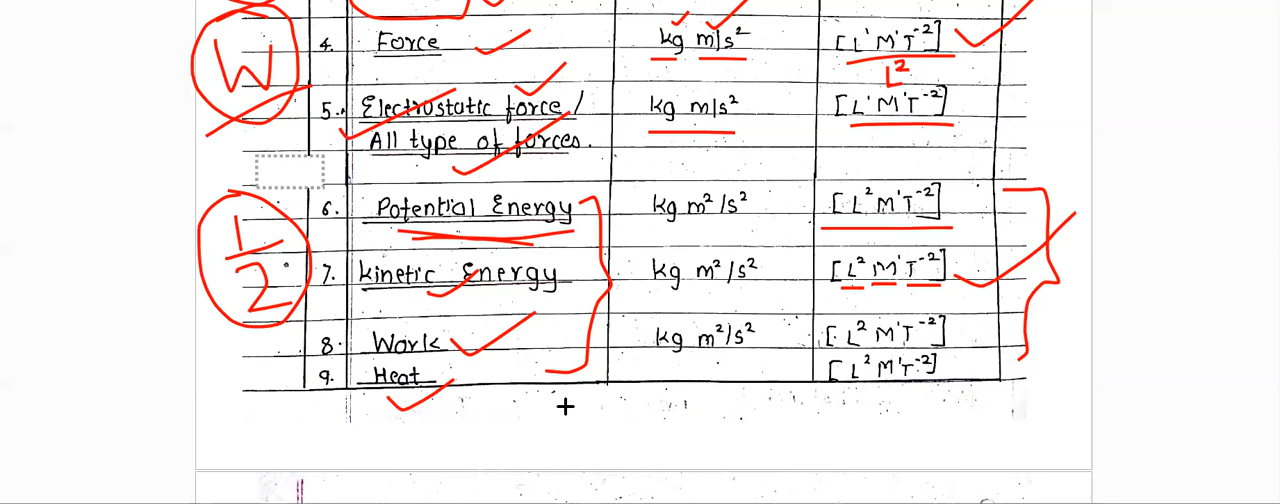 W
4. Force kg m/s² [L¹M¹T⁻²]
L²
5. Electrostatic force / kg m/s² [L¹M¹T⁻²]
All type of forces.
6. Potential Energy kg m²/s² [L²M¹T⁻²]
1/2
7. Kinetic Energy kg m²/s² [L²M¹T⁻²]
8. Work kg m²/s² [L²M¹T⁻²]
9. Heat [L²M¹T⁻²]